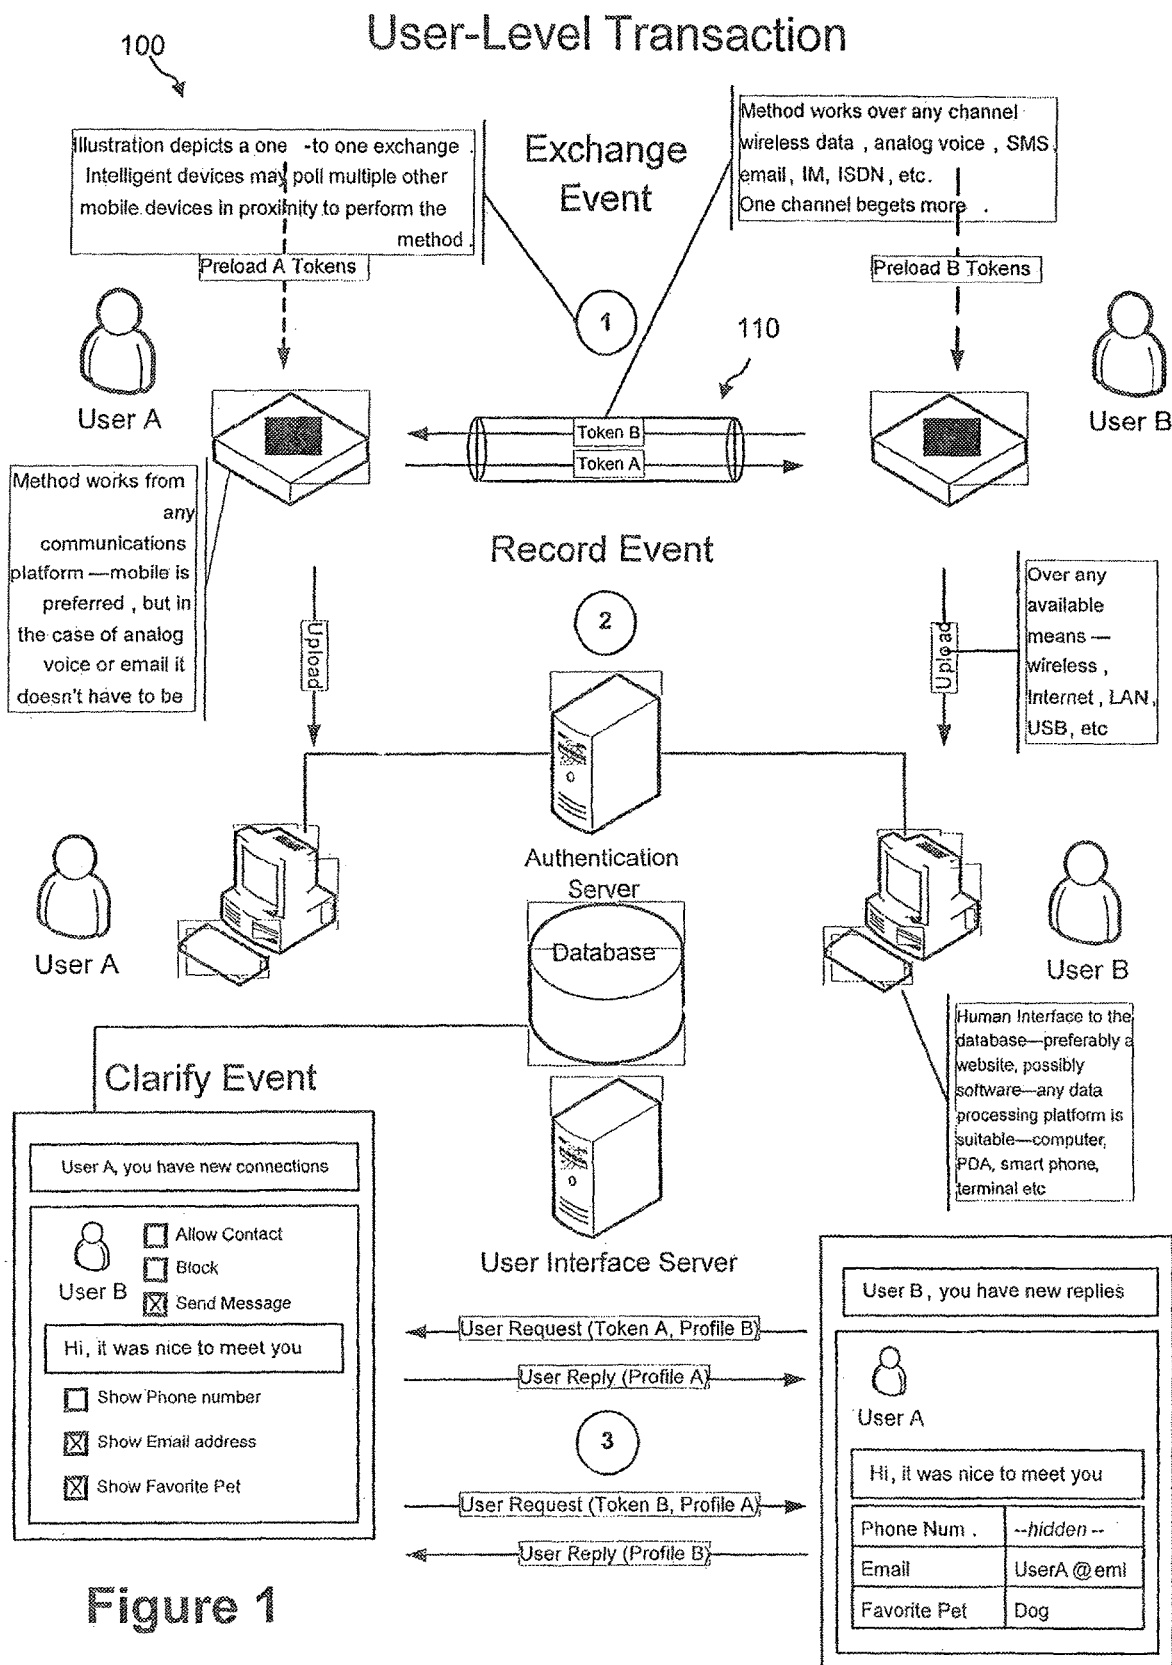 User-Level Transaction
100
Illustration depicts a one -to one exchange .
Intelligent devices may poll multiple other
mobile devices in proximity to perform the
method .
Exchange
Event
Method works over any channel
wireless data , analog voice , SMS,
email, IM, ISDN, etc.
One channel begets more .
Preload A Tokens
Preload B Tokens
1
110
User A
User B
Token B
Token A
Method works from
any
communications
platform —mobile is
preferred , but in
the case of analog
voice or email it
doesn't have to be
Record Event
2
Upload
Upload
Over any
available
means —
wireless ,
Internet , LAN,
USB, etc
Authentication
Server
User A
User B
Database
Human Interface to the
database—preferably a
website, possibly
software—any data
processing platform is
suitable—computer,
PDA, smart phone,
terminal etc
Clarify Event
User A, you have new connections
User B
Allow Contact
Block
Send Message
Hi, it was nice to meet you
Show Phone number
Show Email address
Show Favorite Pet
User Interface Server
User Request (Token A, Profile B)
User Reply (Profile A)
3
User Request (Token B, Profile A)
User Reply (Profile B)
User B , you have new replies
User A
Hi, it was nice to meet you
Phone Num . --hidden --
Email UserA @eml
Favorite Pet Dog
Figure 1